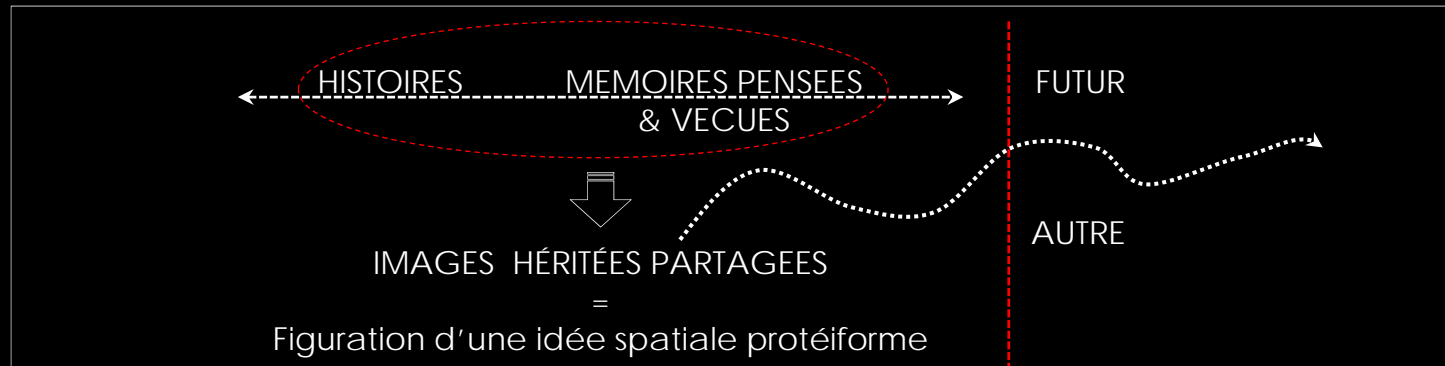 HISTOIRES MEMOIRES PENSEES
& VECUES
FUTUR
IMAGES HÉRITÉES PARTAGEES
=
Figuration d'une idée spatiale protéiforme
AUTRE